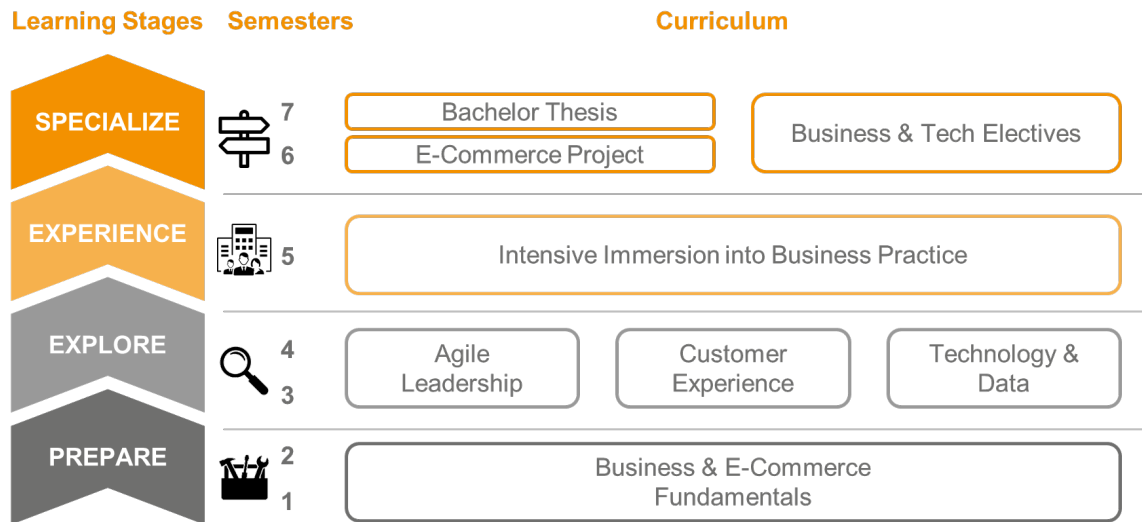 Learning Stages Semesters Curriculum
SPECIALIZE
7
6
Bachelor Thesis
E-Commerce Project
Business & Tech Electives
EXPERIENCE
5
Intensive Immersion into Business Practice
EXPLORE
4
3
Agile
Leadership
Customer
Experience
Technology &
Data
PREPARE
2
1
Business & E-Commerce
Fundamentals